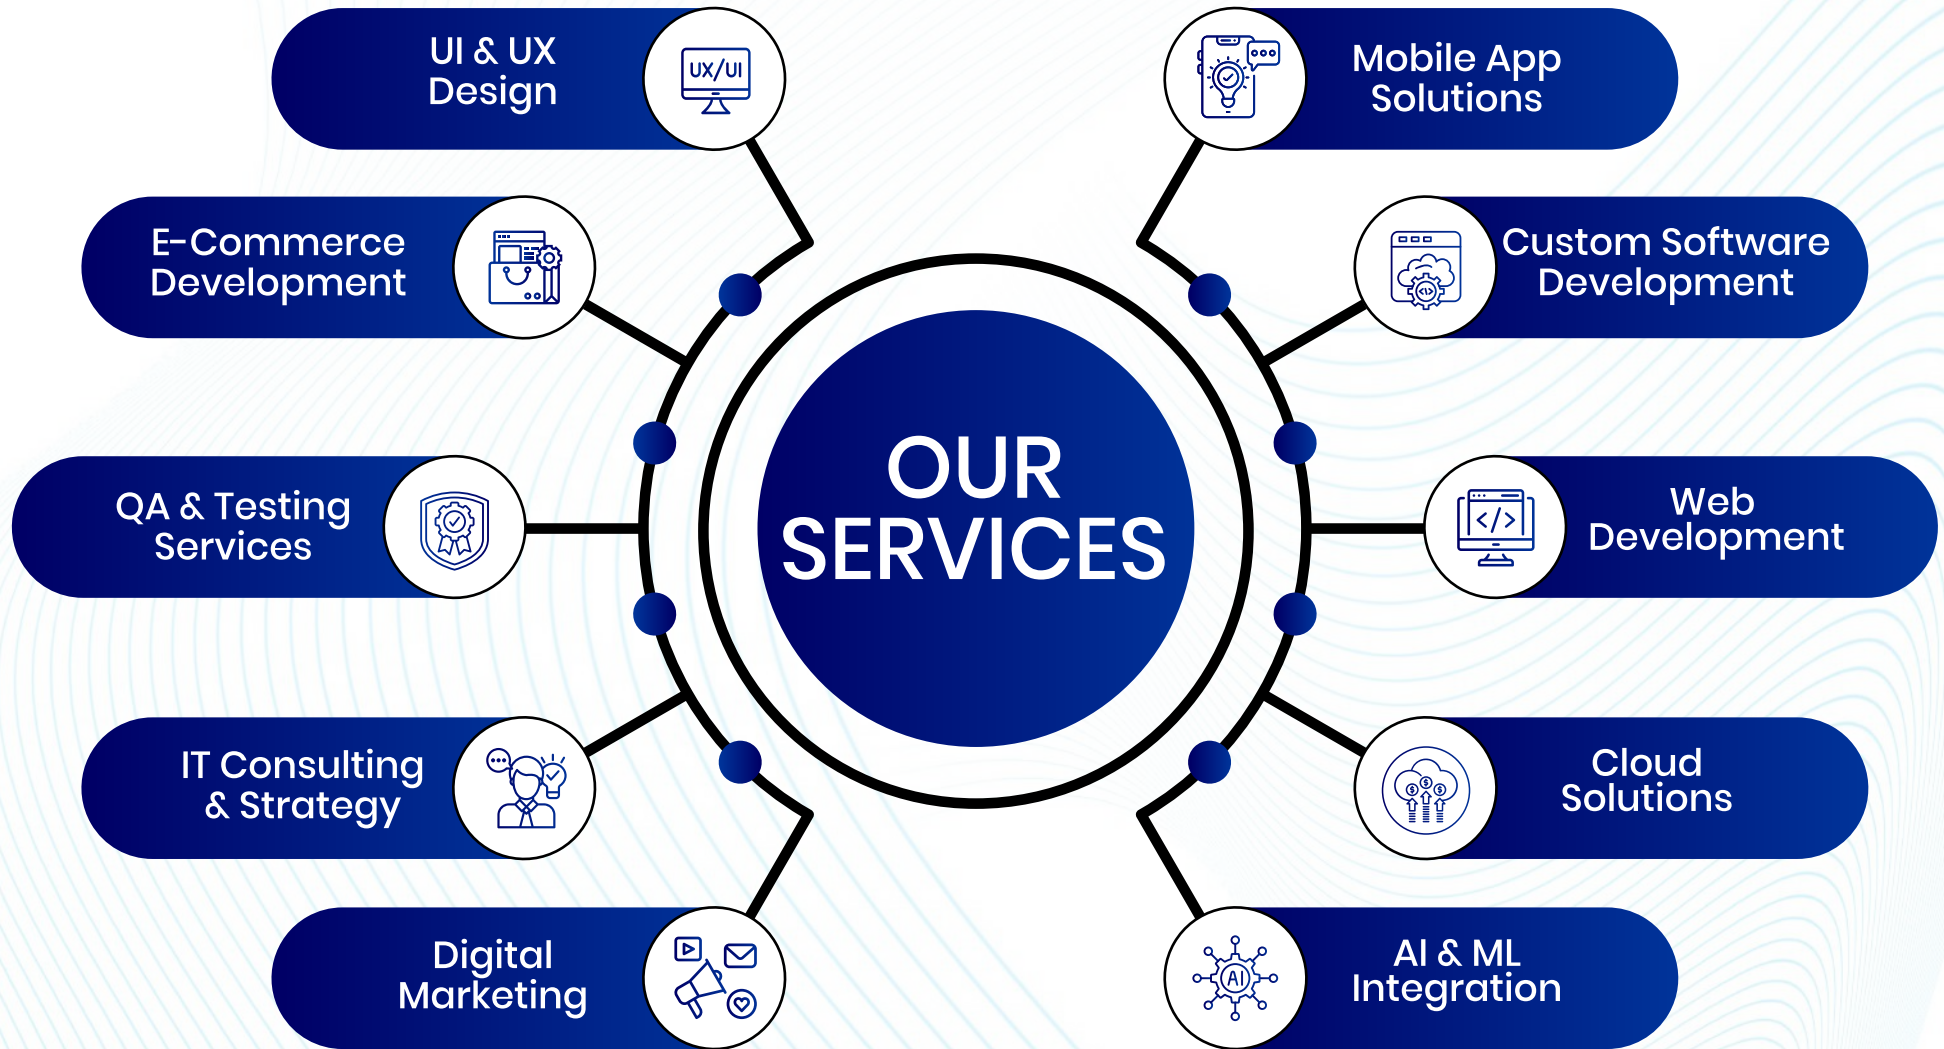 UI & UX
Design
UX/UI
Mobile App
Solutions
E-Commerce
Development
Custom Software
Development
</>
OUR
SERVICES
QA & Testing
Services
</>
Web
Development
IT Consulting
& Strategy
$ $ $
Cloud
Solutions
Digital
Marketing
AI
AI & ML
Integration